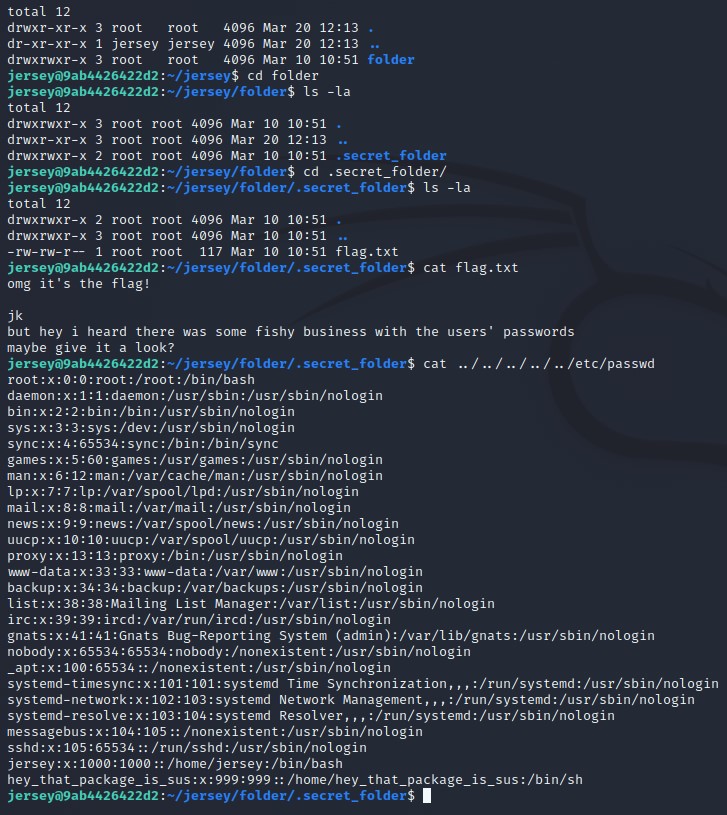 total 12
drwxr-xr-x 3 root   root   4096 Mar 20 12:13 .
dr-xr-xr-x 1 jersey jersey 4096 Mar 20 12:13 ..
drwxrwxr-x 3 root   root   4096 Mar 10 10:51 folder
jersey@9ab4426422d2:~/jersey$ cd folder
jersey@9ab4426422d2:~/jersey/folder$ ls -la
total 12
drwxrwxr-x 3 root root 4096 Mar 10 10:51 .
drwxr-xr-x 3 root root 4096 Mar 20 12:13 ..
drwxrwxr-x 2 root root 4096 Mar 10 10:51 .secret_folder
jersey@9ab4426422d2:~/jersey/folder$ cd .secret_folder/
jersey@9ab4426422d2:~/jersey/folder/.secret_folder$ ls -la
total 12
drwxrwxr-x 2 root root 4096 Mar 10 10:51 .
drwxrwxr-x 3 root root 4096 Mar 10 10:51 ..
-rw-rw-r-- 1 root root  117 Mar 10 10:51 flag.txt
jersey@9ab4426422d2:~/jersey/folder/.secret_folder$ cat flag.txt
omg it's the flag!

jk
but hey i heard there was some fishy business with the users' passwords
maybe give it a look?
jersey@9ab4426422d2:~/jersey/folder/.secret_folder$ cat ../../../../../etc/passwd
root:x:0:0:root:/root:/bin/bash
daemon:x:1:1:daemon:/usr/sbin:/usr/sbin/nologin
bin:x:2:2:bin:/bin:/usr/sbin/nologin
sys:x:3:3:sys:/dev:/usr/sbin/nologin
sync:x:4:65534:sync:/bin:/bin/sync
games:x:5:60:games:/usr/games:/usr/sbin/nologin
man:x:6:12:man:/var/cache/man:/usr/sbin/nologin
lp:x:7:7:lp:/var/spool/lpd:/usr/sbin/nologin
mail:x:8:8:mail:/var/mail:/usr/sbin/nologin
news:x:9:9:news:/var/spool/news:/usr/sbin/nologin
uucp:x:10:10:uucp:/var/spool/uucp:/usr/sbin/nologin
proxy:x:13:13:proxy:/bin:/usr/sbin/nologin
www-data:x:33:33:www-data:/var/www:/usr/sbin/nologin
backup:x:34:34:backup:/var/backups:/usr/sbin/nologin
list:x:38:38:Mailing List Manager:/var/list:/usr/sbin/nologin
irc:x:39:39:ircd:/var/run/ircd:/usr/sbin/nologin
gnats:x:41:41:Gnats Bug-Reporting System (admin):/var/lib/gnats:/usr/sbin/nologin
nobody:x:65534:65534:nobody:/nonexistent:/usr/sbin/nologin
_apt:x:100:65534::/nonexistent:/usr/sbin/nologin
systemd-timesync:x:101:101:systemd Time Synchronization,,,:/run/systemd:/usr/sbin/nologin
systemd-network:x:102:103:systemd Network Management,,,:/run/systemd:/usr/sbin/nologin
systemd-resolve:x:103:104:systemd Resolver,,,:/run/systemd:/usr/sbin/nologin
messagebus:x:104:105::/nonexistent:/usr/sbin/nologin
sshd:x:105:65534::/run/sshd:/usr/sbin/nologin
jersey:x:1000:1000::/home/jersey:/bin/bash
hey_that_package_is_sus:x:999:999::/home/hey_that_package_is_sus:/bin/sh
jersey@9ab4426422d2:~/jersey/folder/.secret_folder$